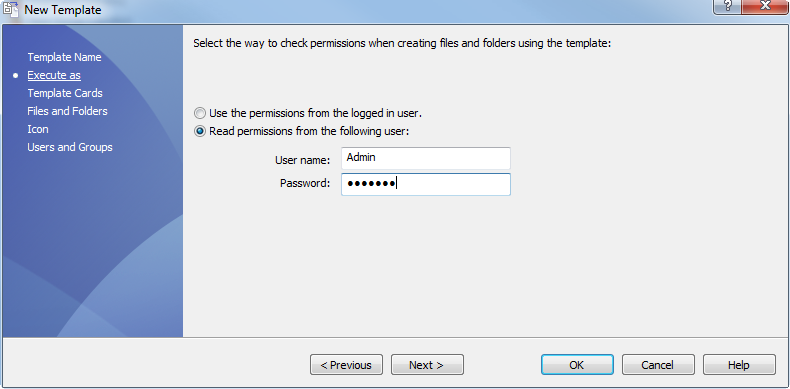 New Template
?
Template Name
Execute as
Template Cards
Files and Folders
Icon
Users and Groups
Select the way to check permissions when creating files and folders using the template:
Use the permissions from the logged in user.
Read permissions from the following user:
User name: Admin
Password: •••••••
< Previous Next > OK Cancel Help